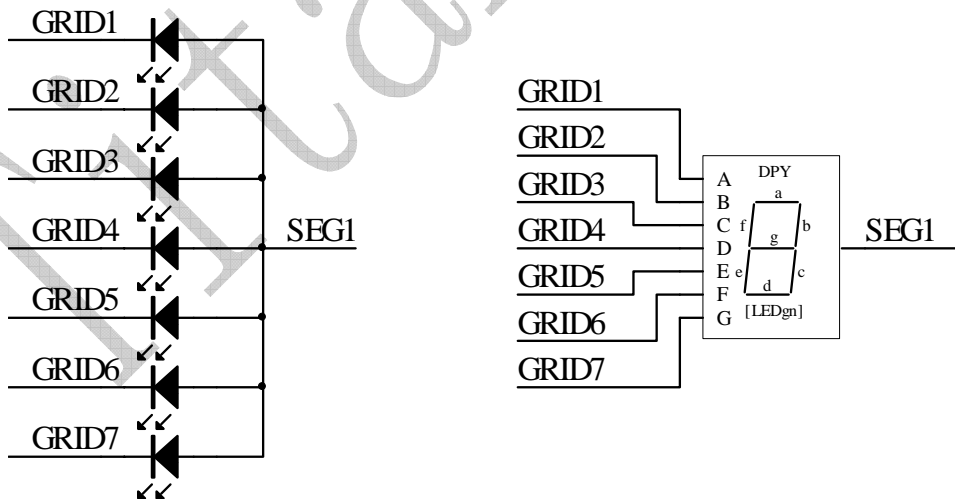 GRID1
GRID2
GRID3
GRID4
GRID5
GRID6
GRID7
SEG1
GRID1
GRID2
GRID3
GRID4
GRID5
GRID6
GRID7
A
B
C
D
E
F
G
DPY
a
f b
g
e c
d
[LEDgn]
SEG1